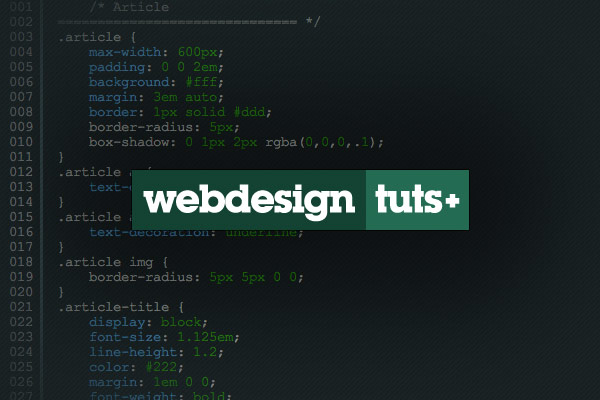 001 /* Article
002 ============================== */
003 .article {
004 max-width: 600px;
005 padding: 0 0 2em;
006 background: #fff;
007 margin: 3em auto;
008 border: 1px solid #ddd;
009 border-radius: 5px;
010 box-shadow: 0 1px 2px rgba(0,0,0,.1);
011 }
012 .article
013 text-
webdesign tuts+
014 }
015 .article
016 text-decoration: underline;
017 }
018 .article img {
019 border-radius: 5px 5px 0 0;
020 }
021 .article-title {
022 display: block;
023 font-size: 1.125em;
024 line-height: 1.2;
025 color: #222;
026 margin: 1em 0 0;
027 font-weight: bold;